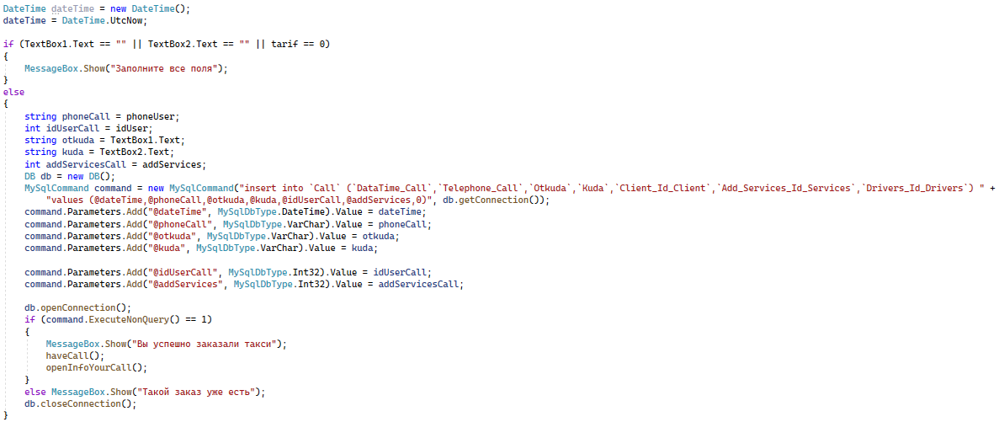 DateTime dateTime = new DateTime();
dateTime = DateTime.UtcNow;

if (TextBox1.Text == "" || TextBox2.Text == "" || tarif == 0)
{
    MessageBox.Show("Заполните все поля");
}
else
{
    string phoneCall = phoneUser;
    int idUserCall = idUser;
    string otkuda = TextBox1.Text;
    string kuda = TextBox2.Text;
    int addServicesCall = addServices;
    DB db = new DB();
    MySqlCommand command = new MySqlCommand("insert into `Call` (`DataTime_Call`,`Telephone_Call`,`Otkuda`,`Kuda`,`Client_Id_Client`,`Add_Services_Id_Services`,`Drivers_Id_Drivers`) " +
        "values (@dateTime,@phoneCall,@otkuda,@kuda,@idUserCall,@addServices,0)", db.getConnection());
    command.Parameters.Add("@dateTime", MySqlDbType.DateTime).Value = dateTime;
    command.Parameters.Add("@phoneCall", MySqlDbType.VarChar).Value = phoneCall;
    command.Parameters.Add("@otkuda", MySqlDbType.VarChar).Value = otkuda;
    command.Parameters.Add("@kuda", MySqlDbType.VarChar).Value = kuda;

    command.Parameters.Add("@idUserCall", MySqlDbType.Int32).Value = idUserCall;
    command.Parameters.Add("@addServices", MySqlDbType.Int32).Value = addServicesCall;

    db.openConnection();
    if (command.ExecuteNonQuery() == 1)
    {
        MessageBox.Show("Вы успешно заказали такси");
        haveCall();
        openInfoYourCall();
    }
    else MessageBox.Show("Такой заказ уже есть");
    db.closeConnection();
}